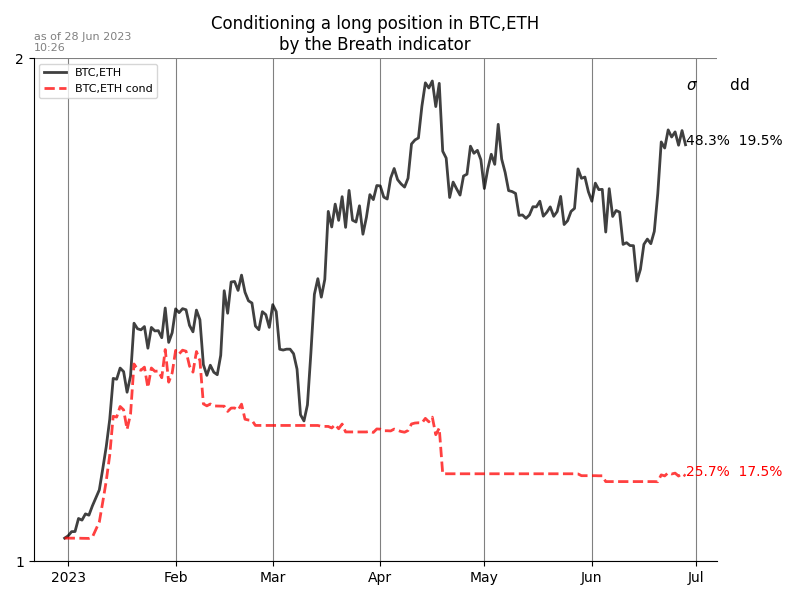 Conditioning a long position in BTC,ETH
by the Breath indicator
as of 28 Jun 2023
10:26
2
BTC,ETH
BTC,ETH cond
σ dd
48.3% 19.5%
25.7% 17.5%
1
2023 Feb Mar Apr May Jun Jul